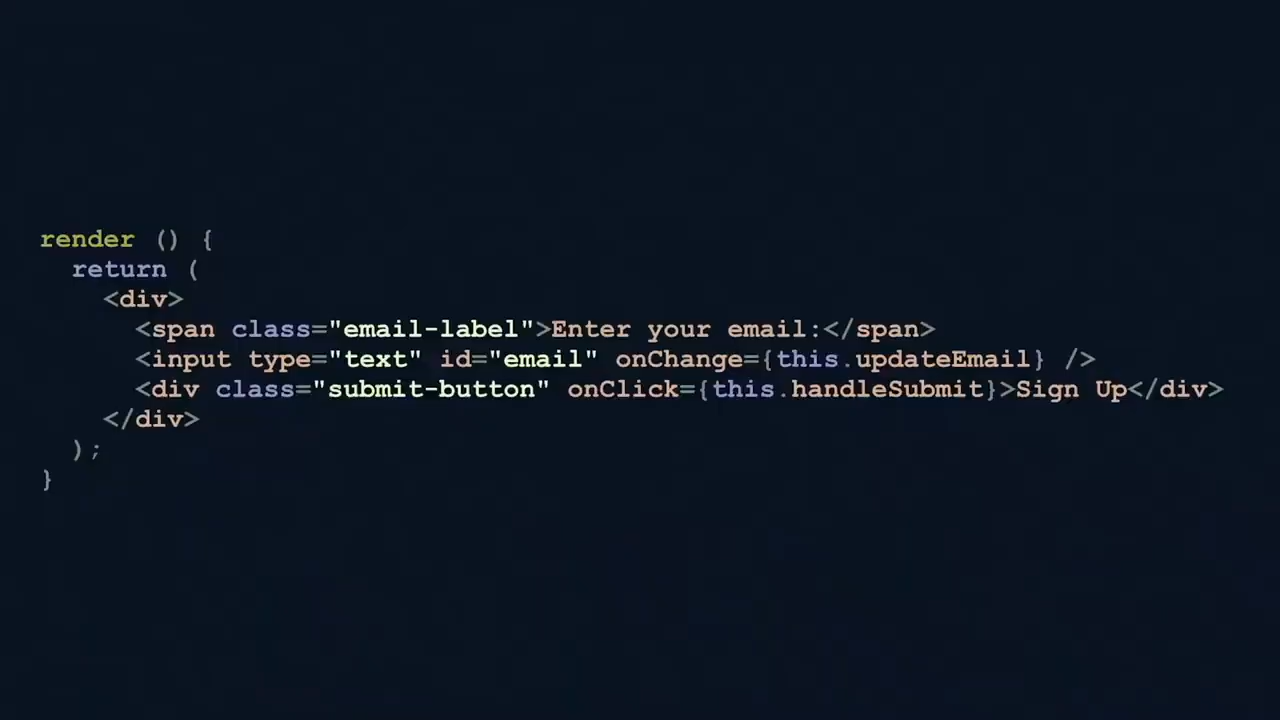 render () {
  return (
    <div>
      <span class="email-label">Enter your email:</span>
      <input type="text" id="email" onChange={this.updateEmail} />
      <div class="submit-button" onClick={this.handleSubmit}>Sign Up</div>
    </div>
  );
}